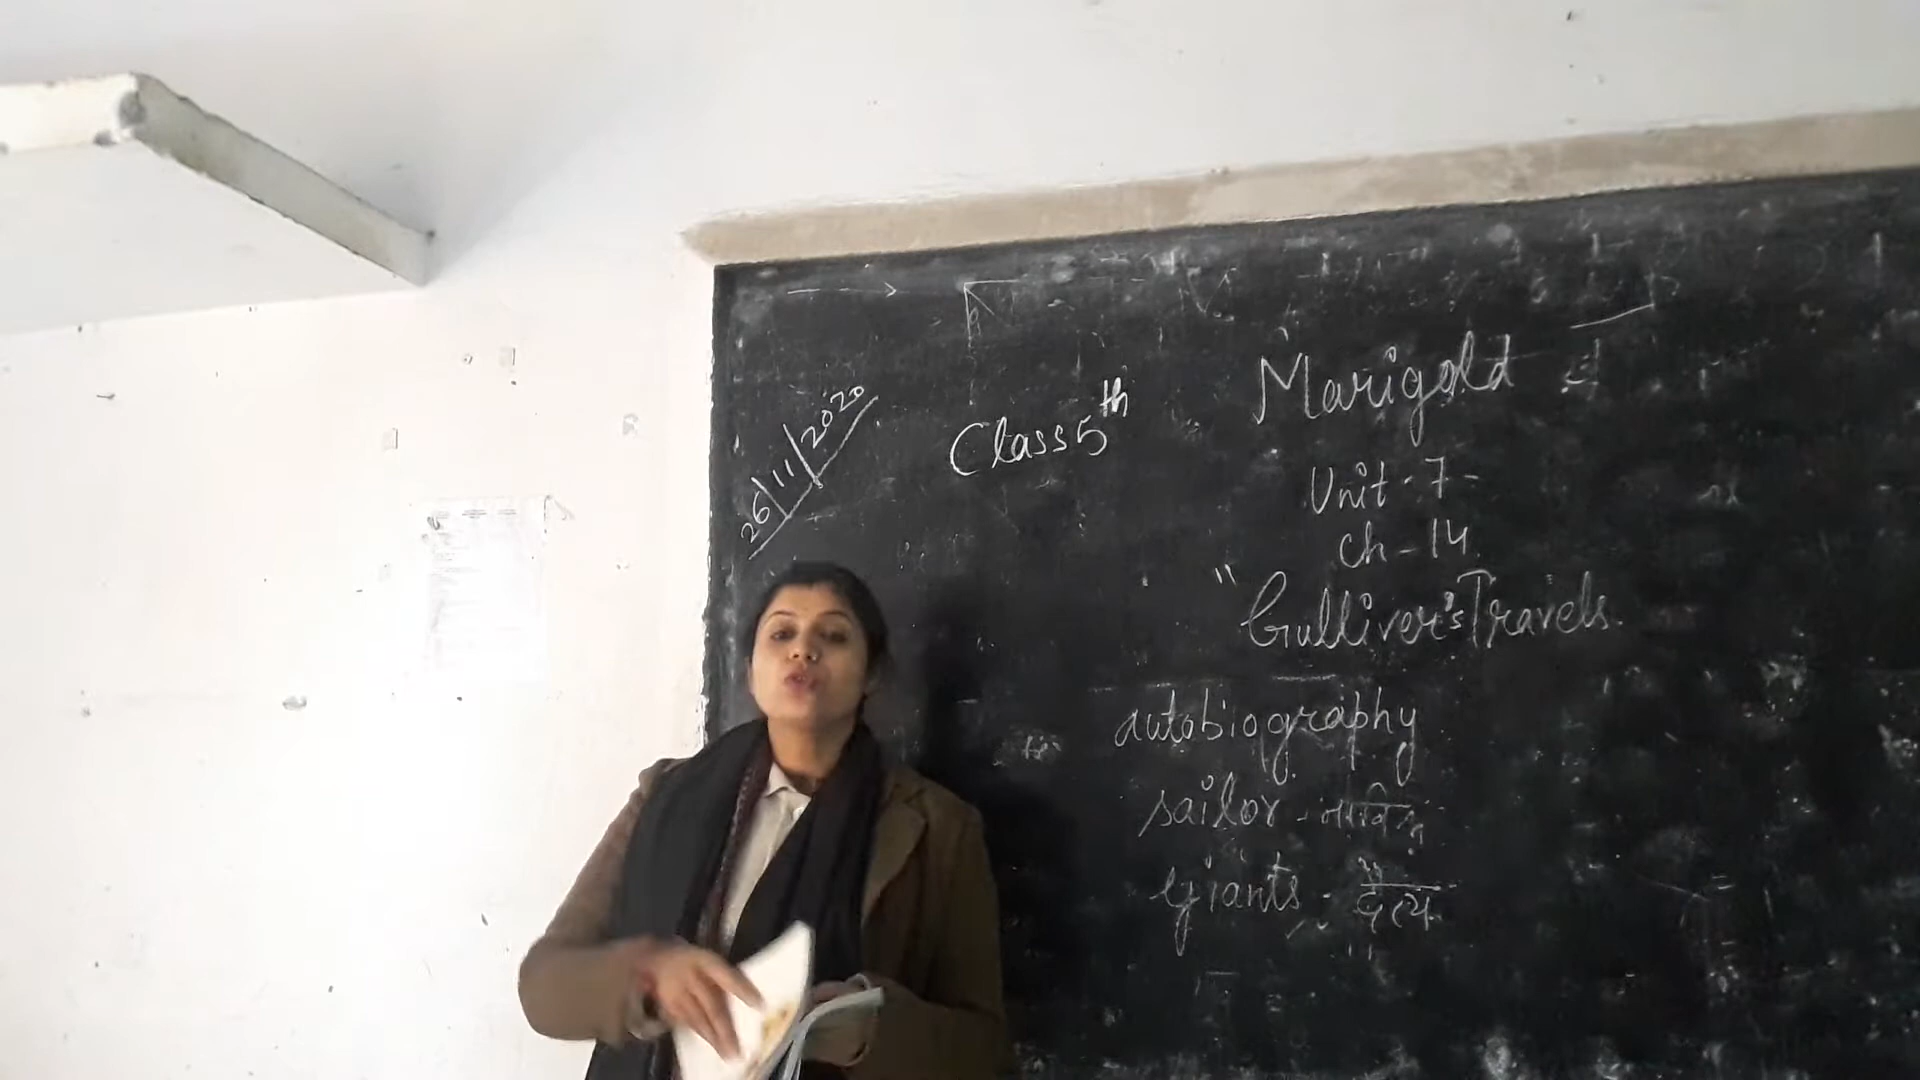 26/11/2020
Class 5th
Marigold
Unit-7-
Ch-14
"Gulliver's Travels
autobiography
sailor - नाविक
Giants - दैत्य